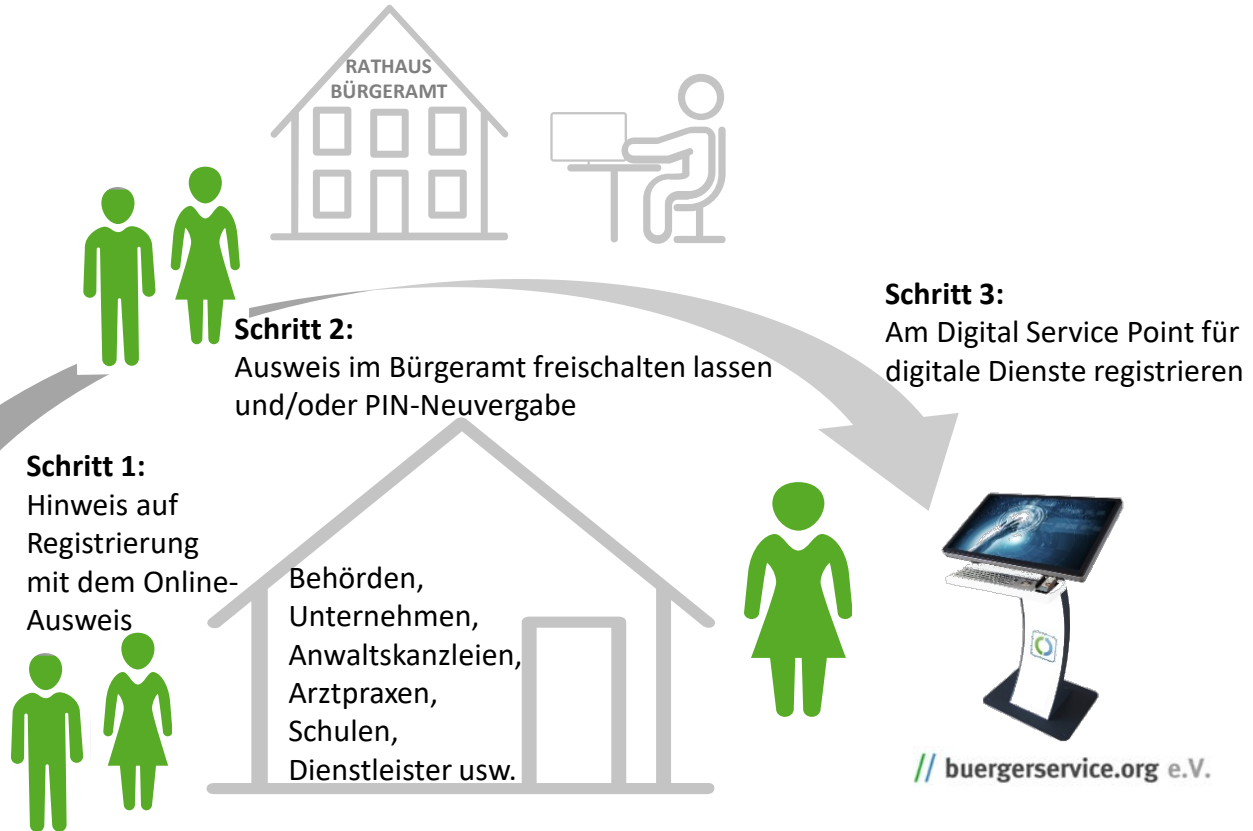 RATHAUS
BÜRGERAMT
Schritt 1:
Hinweis auf
Registrierung
mit dem Online-
Ausweis
Behörden,
Unternehmen,
Anwaltskanzleien,
Arztpraxen,
Schulen,
Dienstleister usw.
Schritt 2:
Ausweis im Bürgeramt freischalten lassen
und/oder PIN-Neuvergabe
Schritt 3:
Am Digital Service Point für
digitale Dienste registrieren
// buergerservice.org e.V.